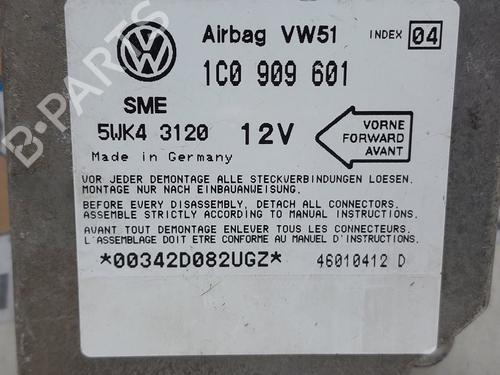 Airbag VW51 INDEX 04
1C0 909 601
SME
5WK4 3120 12V
VORNE
FORWARD
AVANT
Made in Germany
VOR JEDER DEMONTAGE ALLE STECKVERBINDUNGEN LOESEN.
MONTAGE NUR NACH EINBAUANWEISUNG.
BEFORE EVERY DISASSEMBLY, DETACH ALL CONNECTORS.
ASSEMBLE STRICTLY ACCORDING TO MANUAL INSTRUCTIONS.
AVANT TOUT DEMONTAGE ENLEVER TOUS LES CONNECTEURS.
L'ASSEMBLAGE DOIT ETRE CONFORME AU MANUEL D'INSTRUCTIONS.
*00342D082UGZ* 46010412 D
B-PARTS